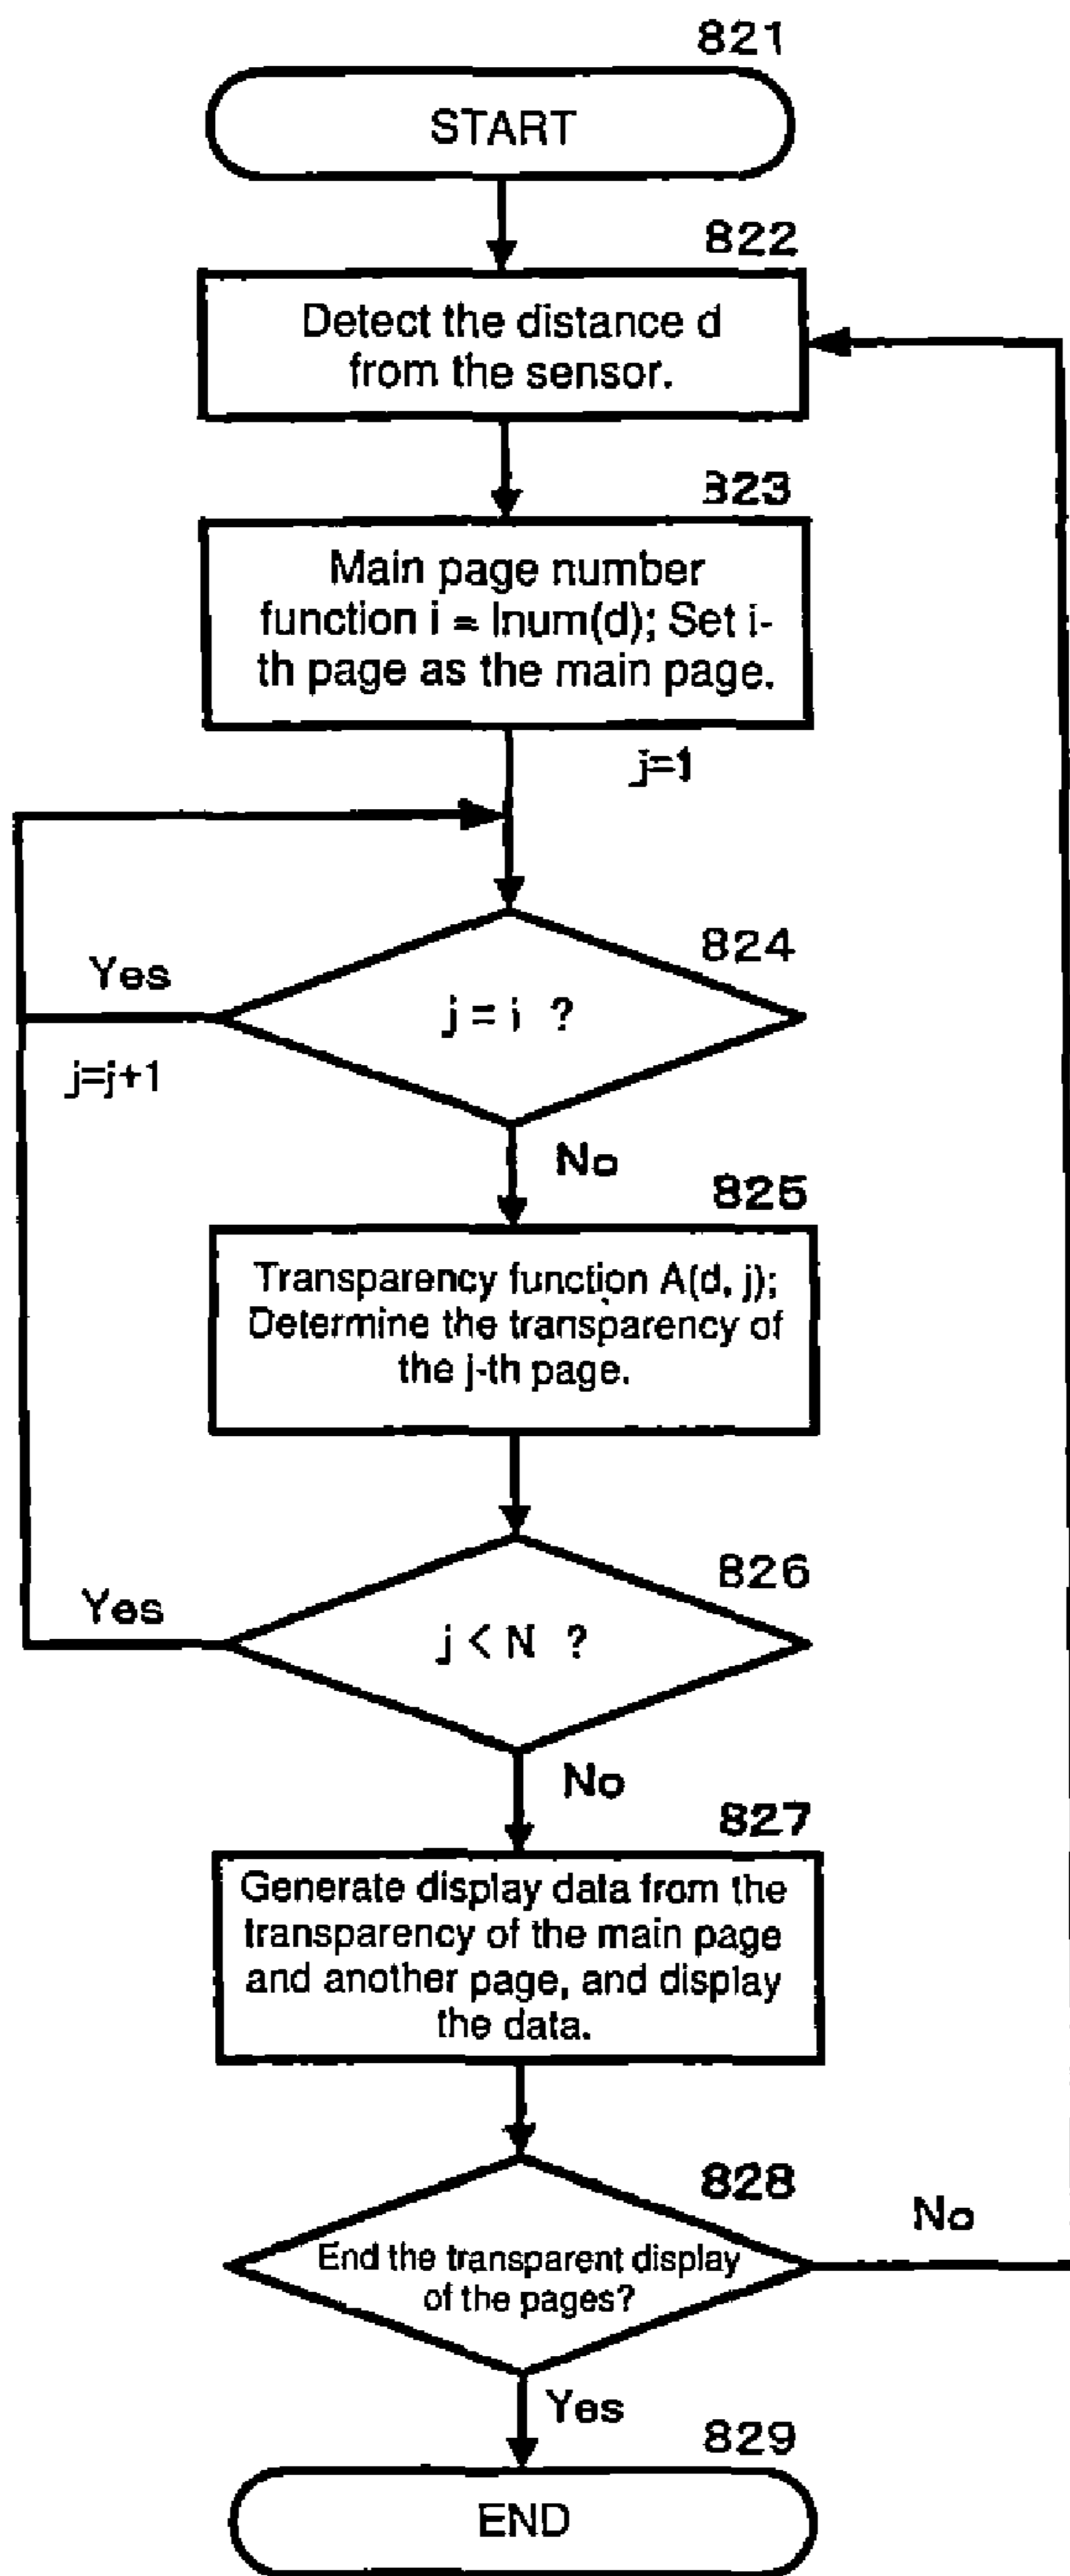 821
START
822
Detect the distance d
from the sensor.
823
Main page number
function i = Inum(d); Set i-
th page as the main page.
j=1
824
Yes
j = i ?
j=j+1
No
825
Transparency function A(d, j);
Determine the transparency of
the j-th page.
826
Yes
j < N ?
No
827
Generate display data from the
transparency of the main page
and another page, and display
the data.
828
No
End the transparent display
of the pages?
Yes
829
END